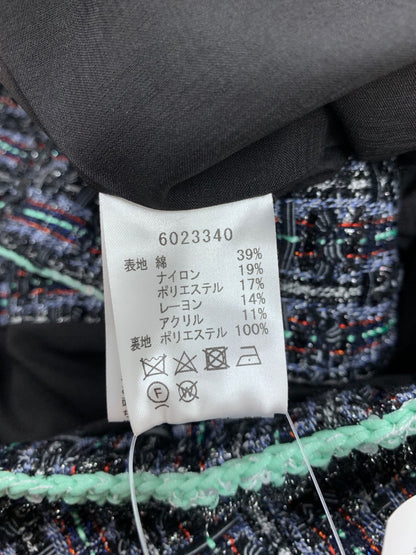 6023340
表地 綿 39%
ナイロン 19%
ポリエステル 17%
レーヨン 14%
アクリル 11%
裏地 ポリエステル 100%
F W